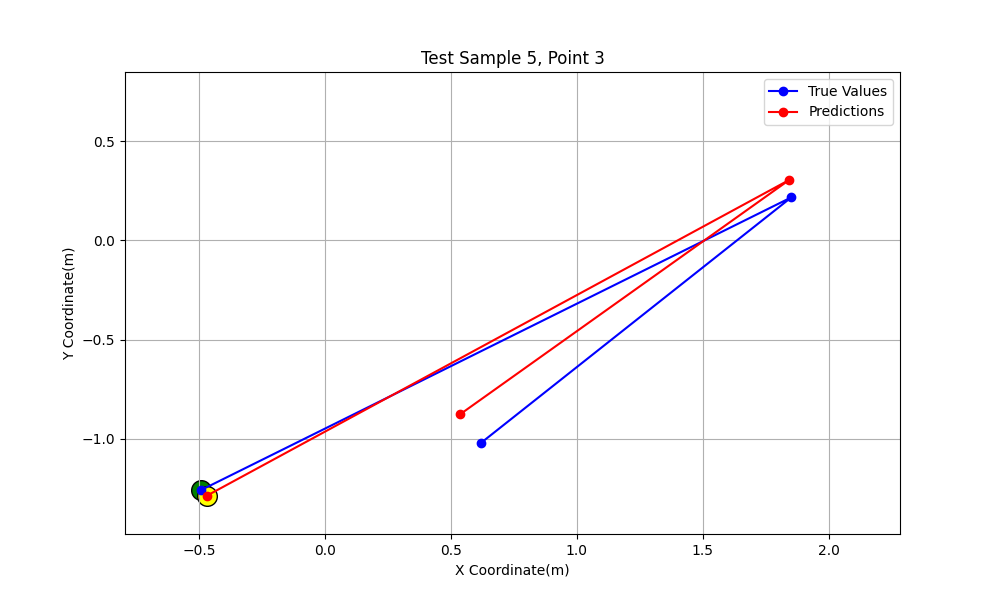 Test Sample 5, Point 3
True Values
Predictions
Y Coordinate(m)
0.5
0.0
−0.5
−1.0
−0.5
0.0
0.5
1.0
1.5
2.0
X Coordinate(m)